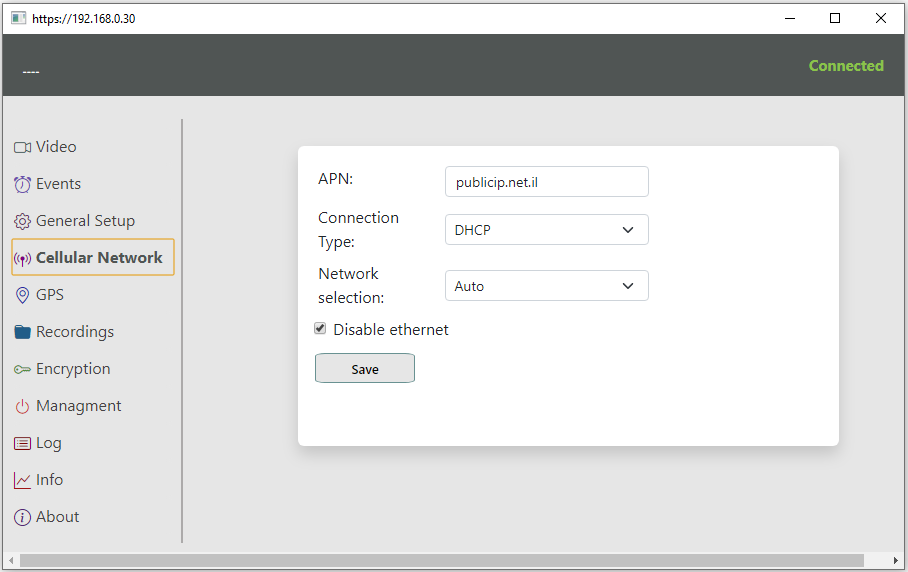 https://192.168.0.30
----
Connected
Video
Events
General Setup
Cellular Network
GPS
Recordings
Encryption
Managment
Log
Info
About
APN:
publicip.net.il
Connection
Type:
DHCP
Network
selection:
Auto
Disable ethernet
Save